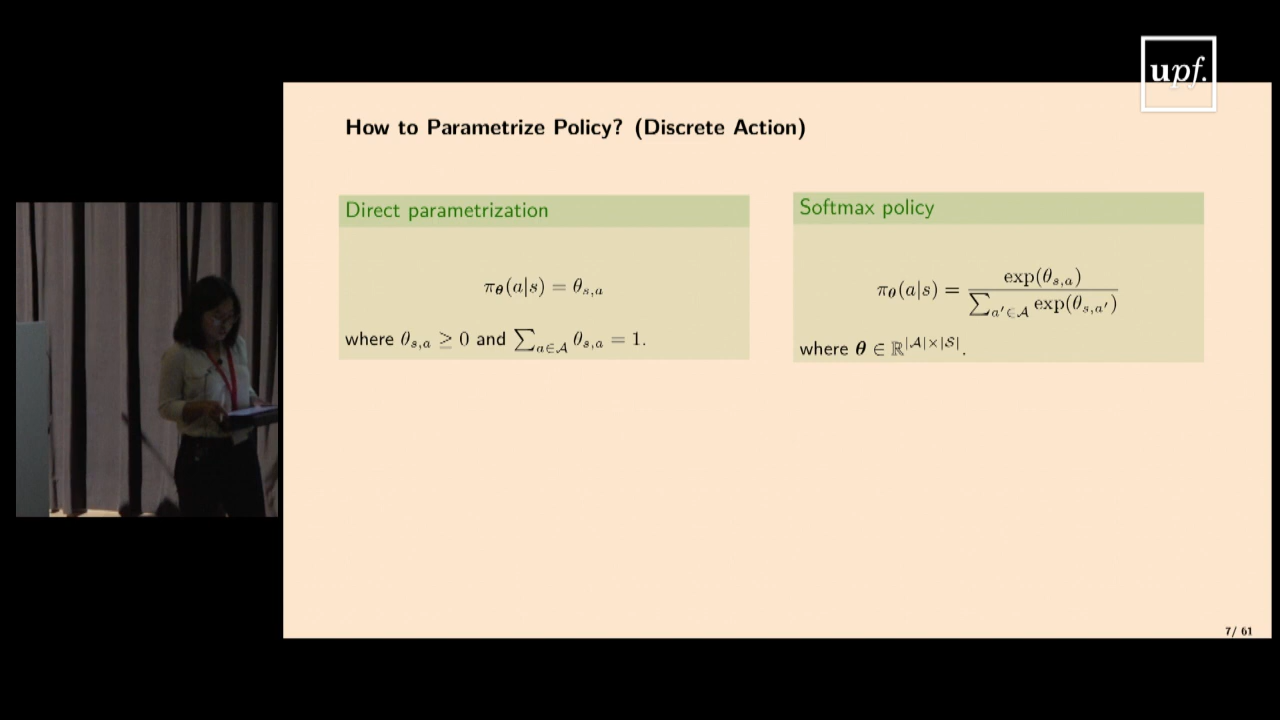 upf.
How to Parametrize Policy? (Discrete Action)
Direct parametrization
π_θ(a|s) = θ_{s,a}
where θ_{s,a} ≥ 0 and ∑_{a∈𝒜} θ_{s,a} = 1.
Softmax policy
π_θ(a|s) = exp(θ_{s,a}) / ∑_{a'∈𝒜} exp(θ_{s,a'})
where θ ∈ ℝ^{|𝒜|×|𝒮|}.
7/ 61